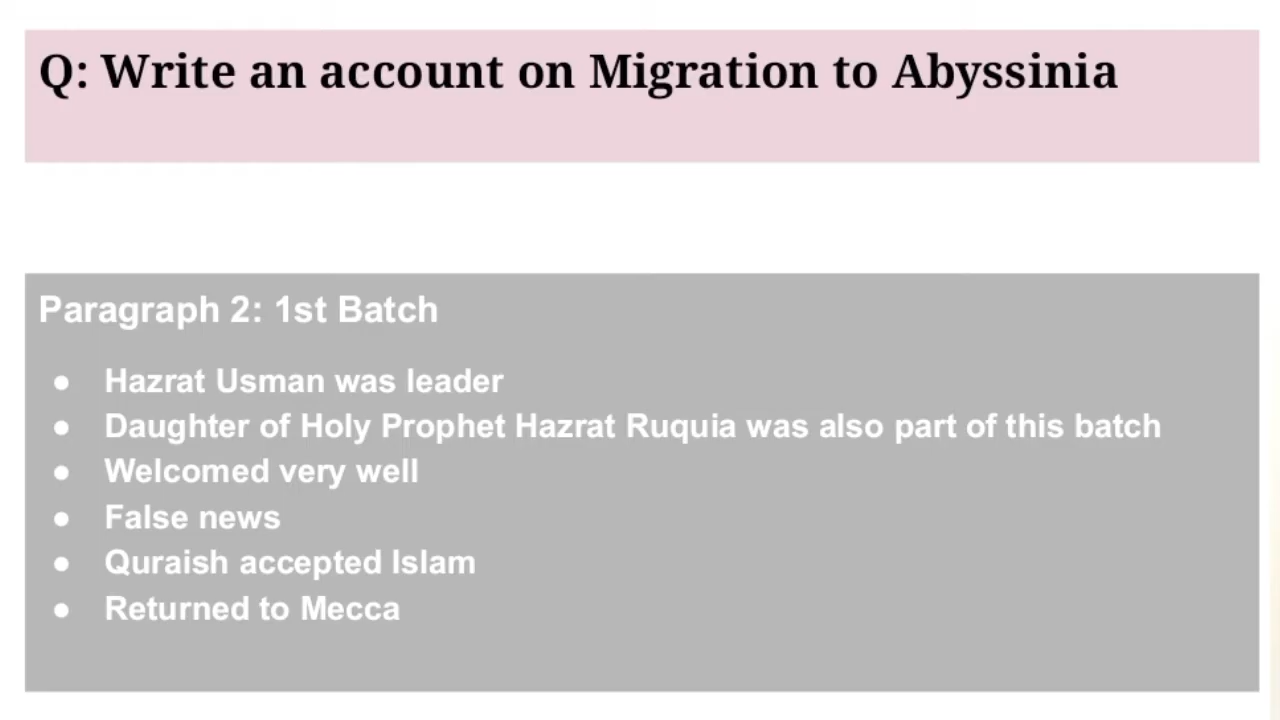 Q: Write an account on Migration to Abyssinia
Paragraph 2: 1st Batch
● Hazrat Usman was leader
● Daughter of Holy Prophet Hazrat Ruquia was also part of this batch
● Welcomed very well
● False news
● Quraish accepted Islam
● Returned to Mecca